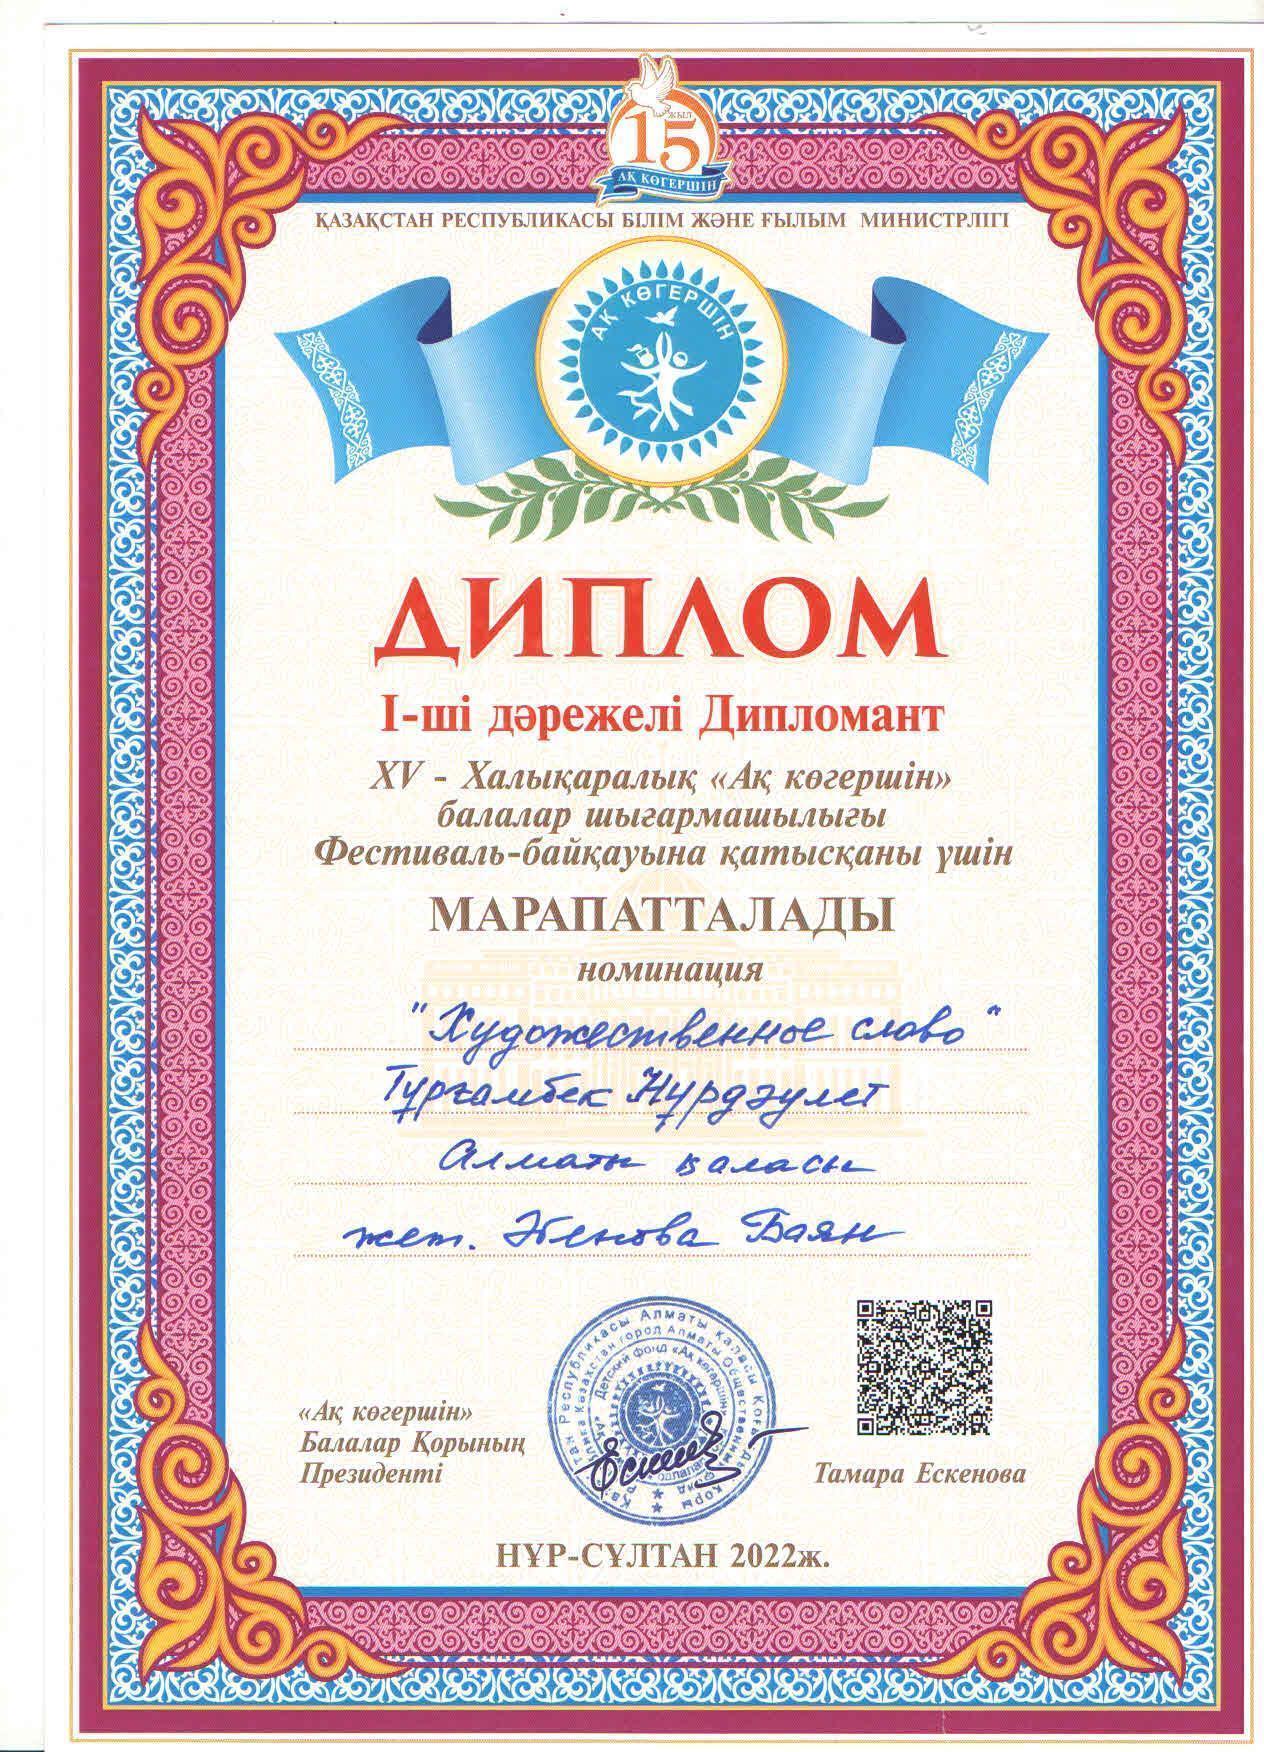 15 ЖЫЛ
АҚ КӨГЕРШІН
ҚАЗАҚСТАН РЕСПУБЛИКАСЫ БІЛІМ ЖӘНЕ ҒЫЛЫМ МИНИСТРЛІГІ
АҚ КӨГЕРШІН
ДИПЛОМ
І-ші дәрежелі Дипломант
XV - Халықаралық «Ақ көгершін»
балалар шығармашылығы
Фестиваль-байқауына қатысқаны үшін
МАРАПАТТАЛАДЫ
номинация
"Художественное слово"
Тұрғамбек Нұрдәулет
Алматы қаласы
жет. Әбенова Баян
«Ақ көгершін»
Балалар Қорының
Президенті
Тамара Ескенова
НҰР-СҰЛТАН 2022ж.